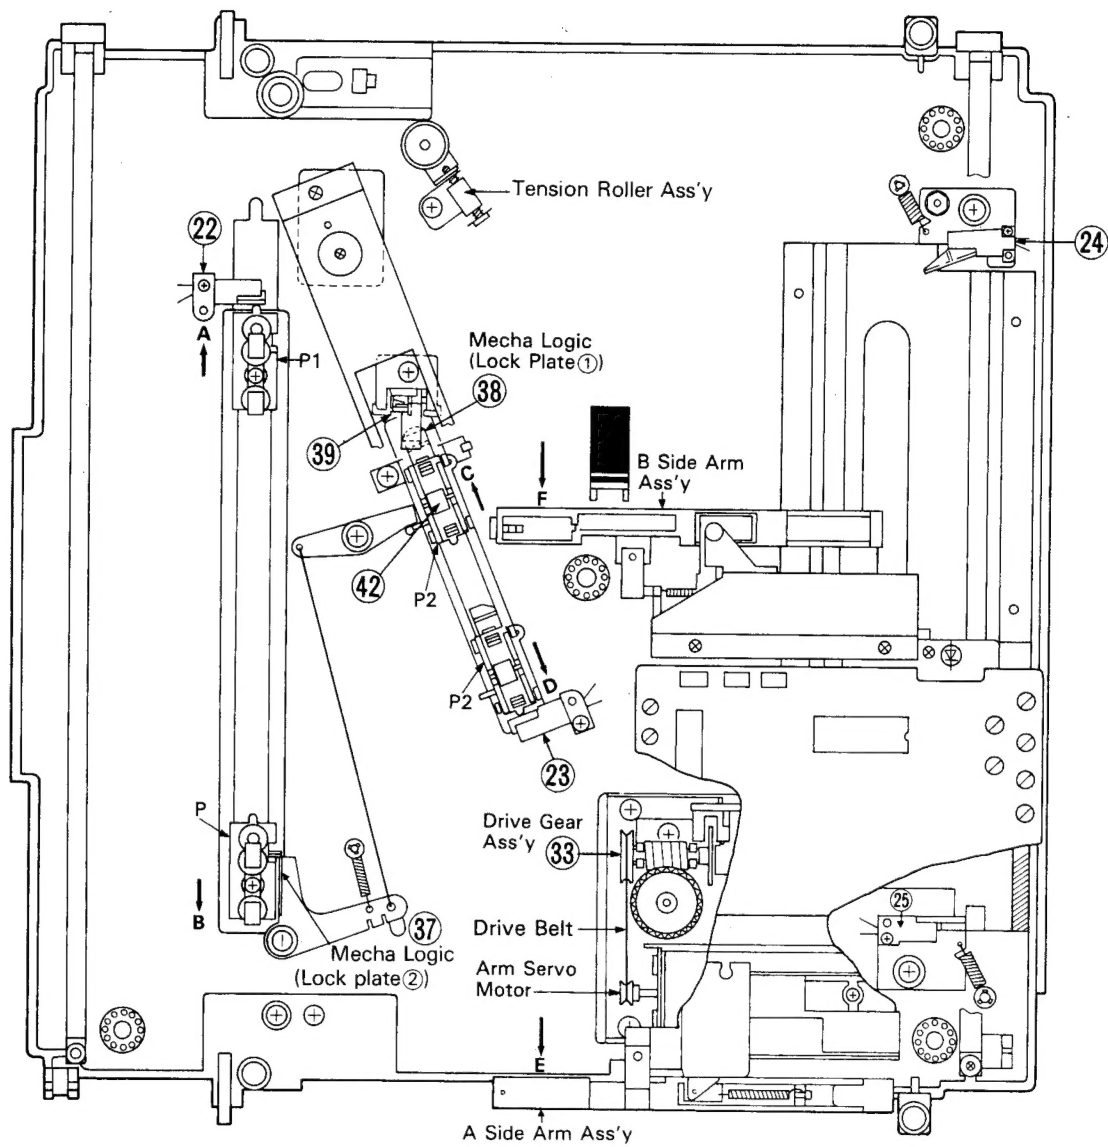 Tension Roller Ass'y
22
24
A
P1
Mecha Logic
(Lock Plate①)
38
39
C
F
B Side Arm
Ass'y
42
P2
D
P2
23
P
Drive Gear
Ass'y
33
B
25
37
Drive Belt
Mecha Logic
(Lock plate②)
Arm Servo
Motor
E
A Side Arm Ass'y